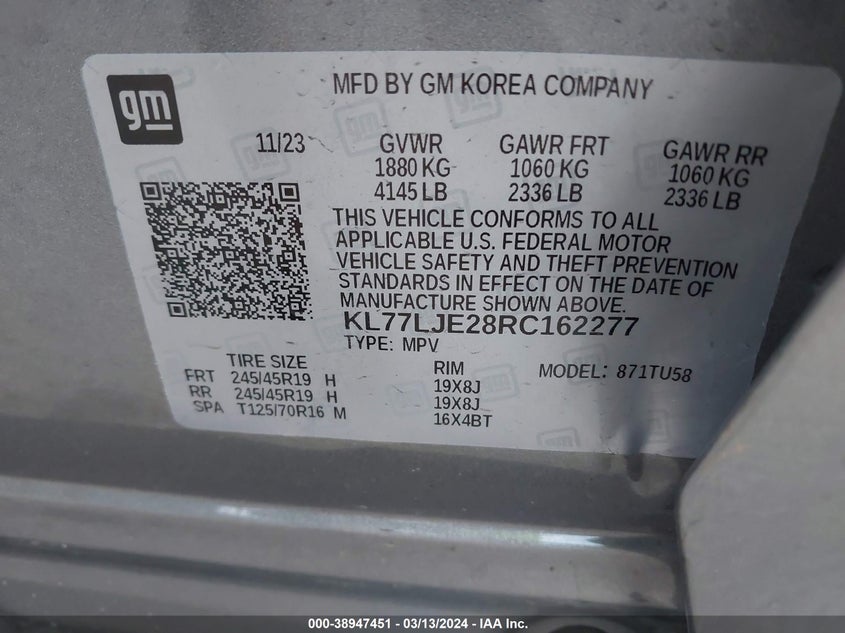 gm
MFD BY GM KOREA COMPANY
11/23 GVWR GAWR FRT GAWR RR
1880 KG 1060 KG 1060 KG
4145 LB 2336 LB 2336 LB
THIS VEHICLE CONFORMS TO ALL
APPLICABLE U.S. FEDERAL MOTOR
VEHICLE SAFETY AND THEFT PREVENTION
STANDARDS IN EFFECT ON THE DATE OF
MANUFACTURE SHOWN ABOVE.
KL77LJE28RC162277
TYPE: MPV
TIRE SIZE RIM MODEL: 871TU58
FRT 245/45R19 H 19X8J
RR 245/45R19 H 19X8J
SPA T125/70R16 M 16X4BT
000-38947451 - 03/13/2024 - IAA Inc.